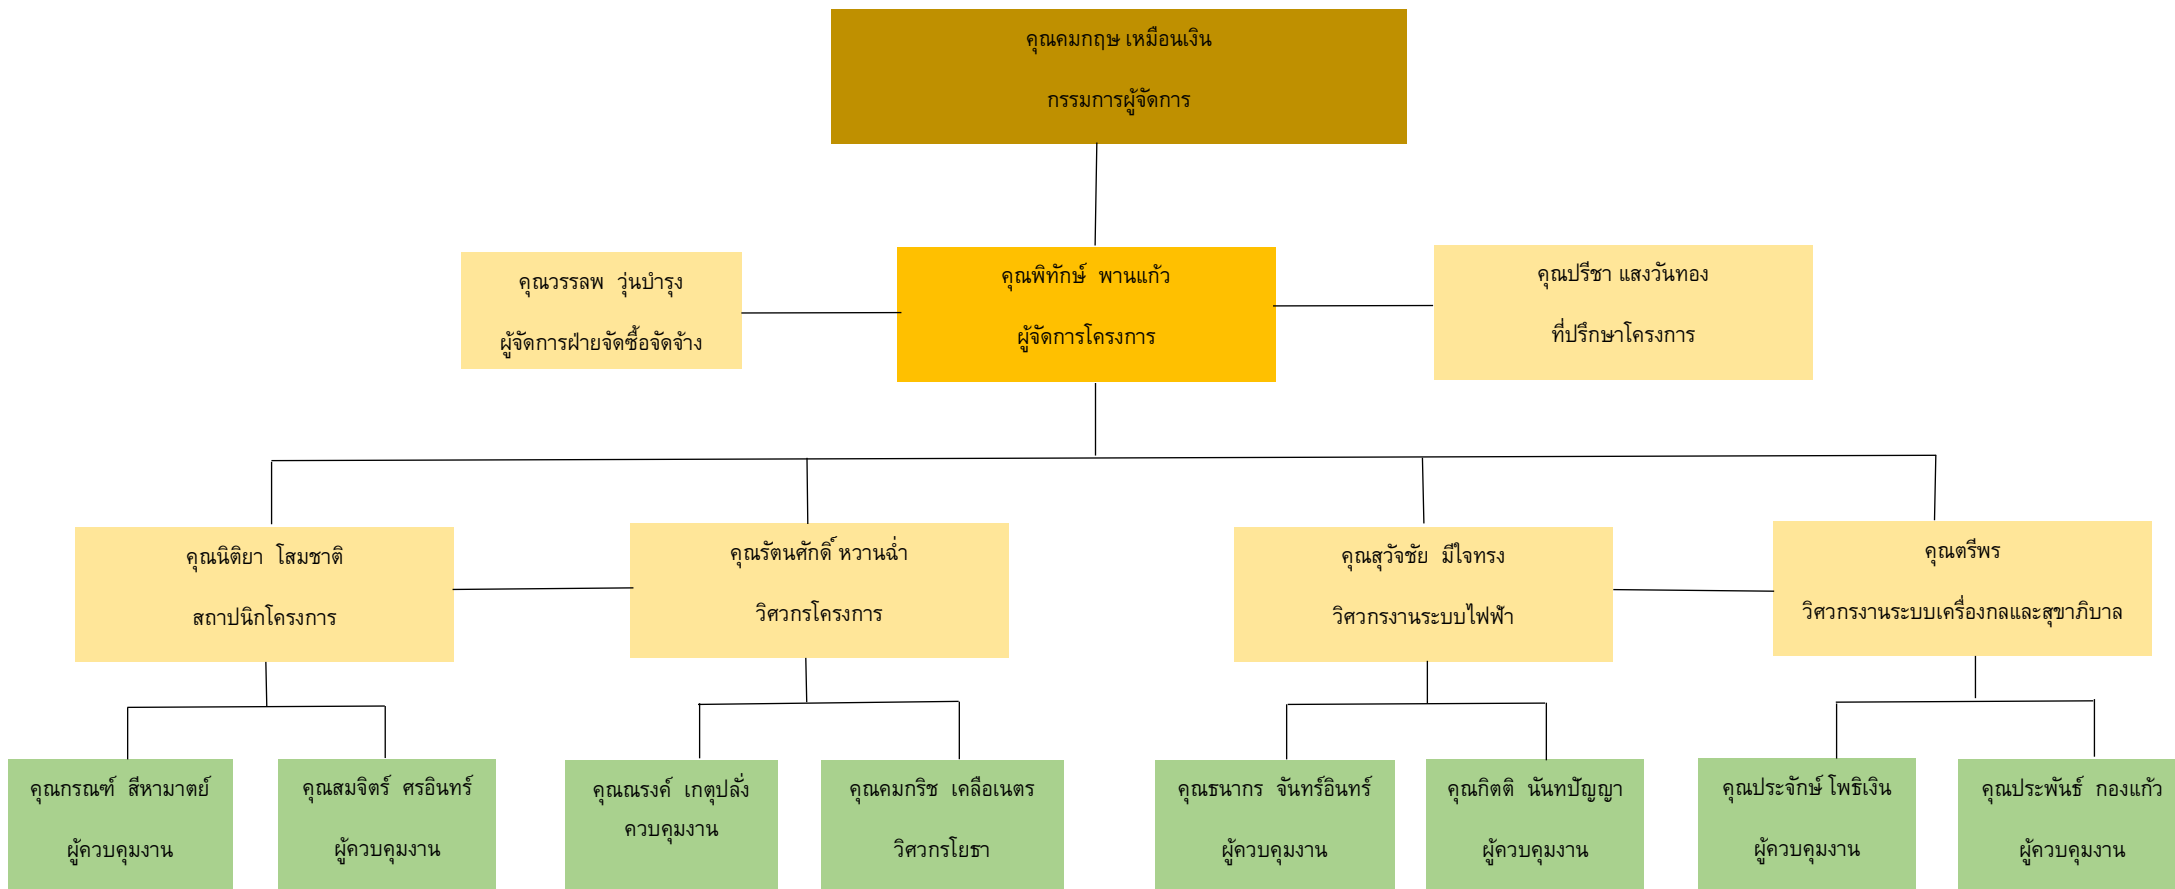 คุณคมกฤษ เหมือนเงิน
กรรมการผู้จัดการ
คุณวรรลพ วุ่นบำรุง
ผู้จัดการฝ่ายจัดซื้อจัดจ้าง
คุณพิทักษ์ พานแก้ว
ผู้จัดการโครงการ
คุณปรีชา แสงวันทอง
ที่ปรึกษาโครงการ
คุณนิติยา โสมชาติ
สถาปนิกโครงการ
คุณรัตนศักดิ์ หวานฉ่ำ
วิศวกรโครงการ
คุณสุวัจชัย มีใจทรง
วิศวกรงานระบบไฟฟ้า
คุณตรีพร
วิศวกรงานระบบเครื่องกลและสุขาภิบาล
คุณกรณฑ์ สีหามาตย์
ผู้ควบคุมงาน
คุณสมจิตร์ ศรอินทร์
ผู้ควบคุมงาน
คุณณรงค์ เกตุปลั่ง
ควบคุมงาน
คุณคมกริช เคลือเนตร
วิศวกรโยธา
คุณธนากร จันทร์อินทร์
ผู้ควบคุมงาน
คุณกิตติ นันทปัญญา
ผู้ควบคุมงาน
คุณประจักษ์ โพธิเงิน
ผู้ควบคุมงาน
คุณประพันธ์ กองแก้ว
ผู้ควบคุมงาน